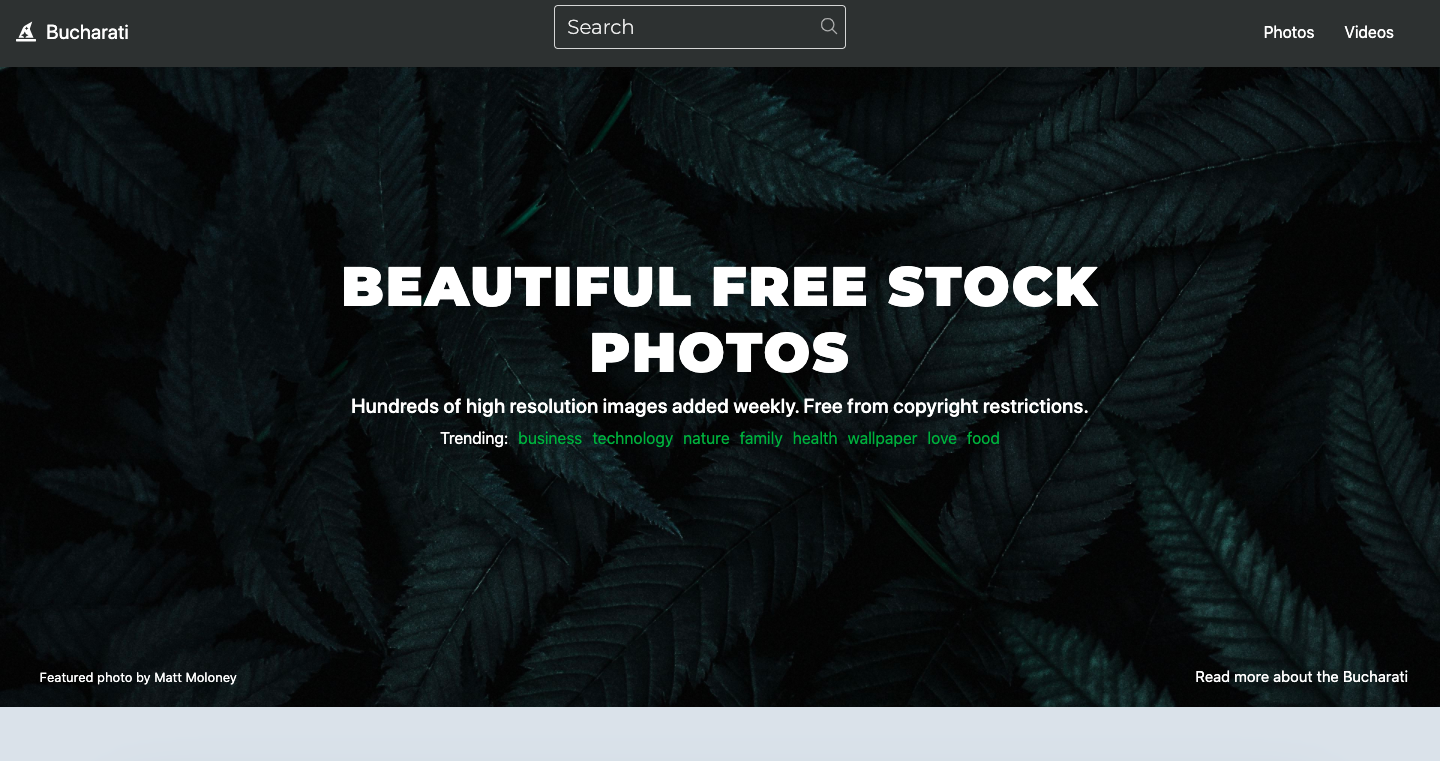 Bucharati
Search
Photos Videos
BEAUTIFUL FREE STOCK
PHOTOS
Hundreds of high resolution images added weekly. Free from copyright restrictions.
Trending: business technology nature family health wallpaper love food
Featured photo by Matt Moloney
Read more about the Bucharati